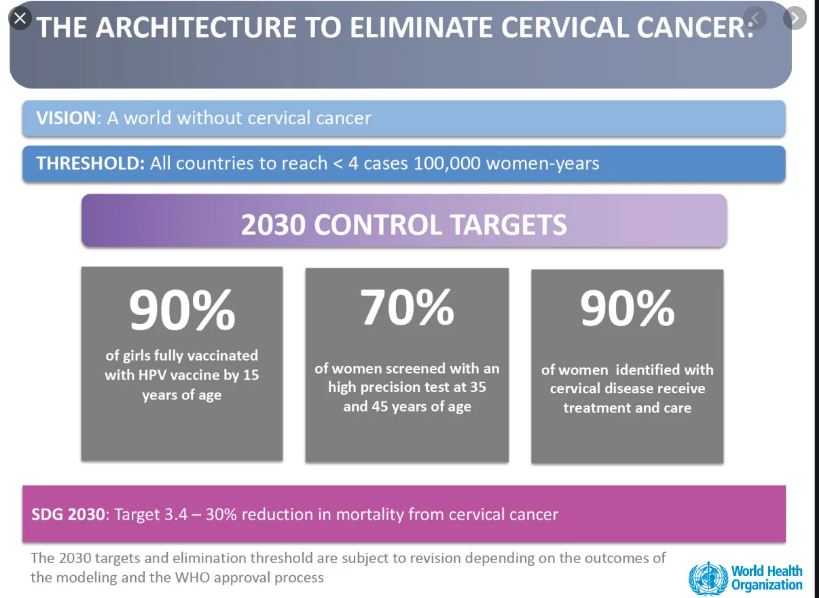 THE ARCHITECTURE TO ELIMINATE CERVICAL CANCER:
VISION: A world without cervical cancer
THRESHOLD: All countries to reach < 4 cases 100,000 women-years
2030 CONTROL TARGETS
90%
of girls fully vaccinated
with HPV vaccine by 15
years of age
70%
of women screened with an
high precision test at 35
and 45 years of age
90%
of women identified with
cervical disease receive
treatment and care
SDG 2030: Target 3.4 – 30% reduction in mortality from cervical cancer
The 2030 targets and elimination threshold are subject to revision depending on the outcomes of
the modeling and the WHO approval process
World Health
Organization